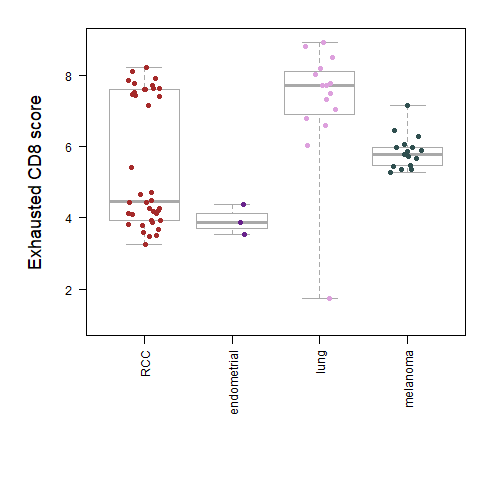 Exhausted CD8 score
8
6
4
2
RCC
endometrial
lung
melanoma